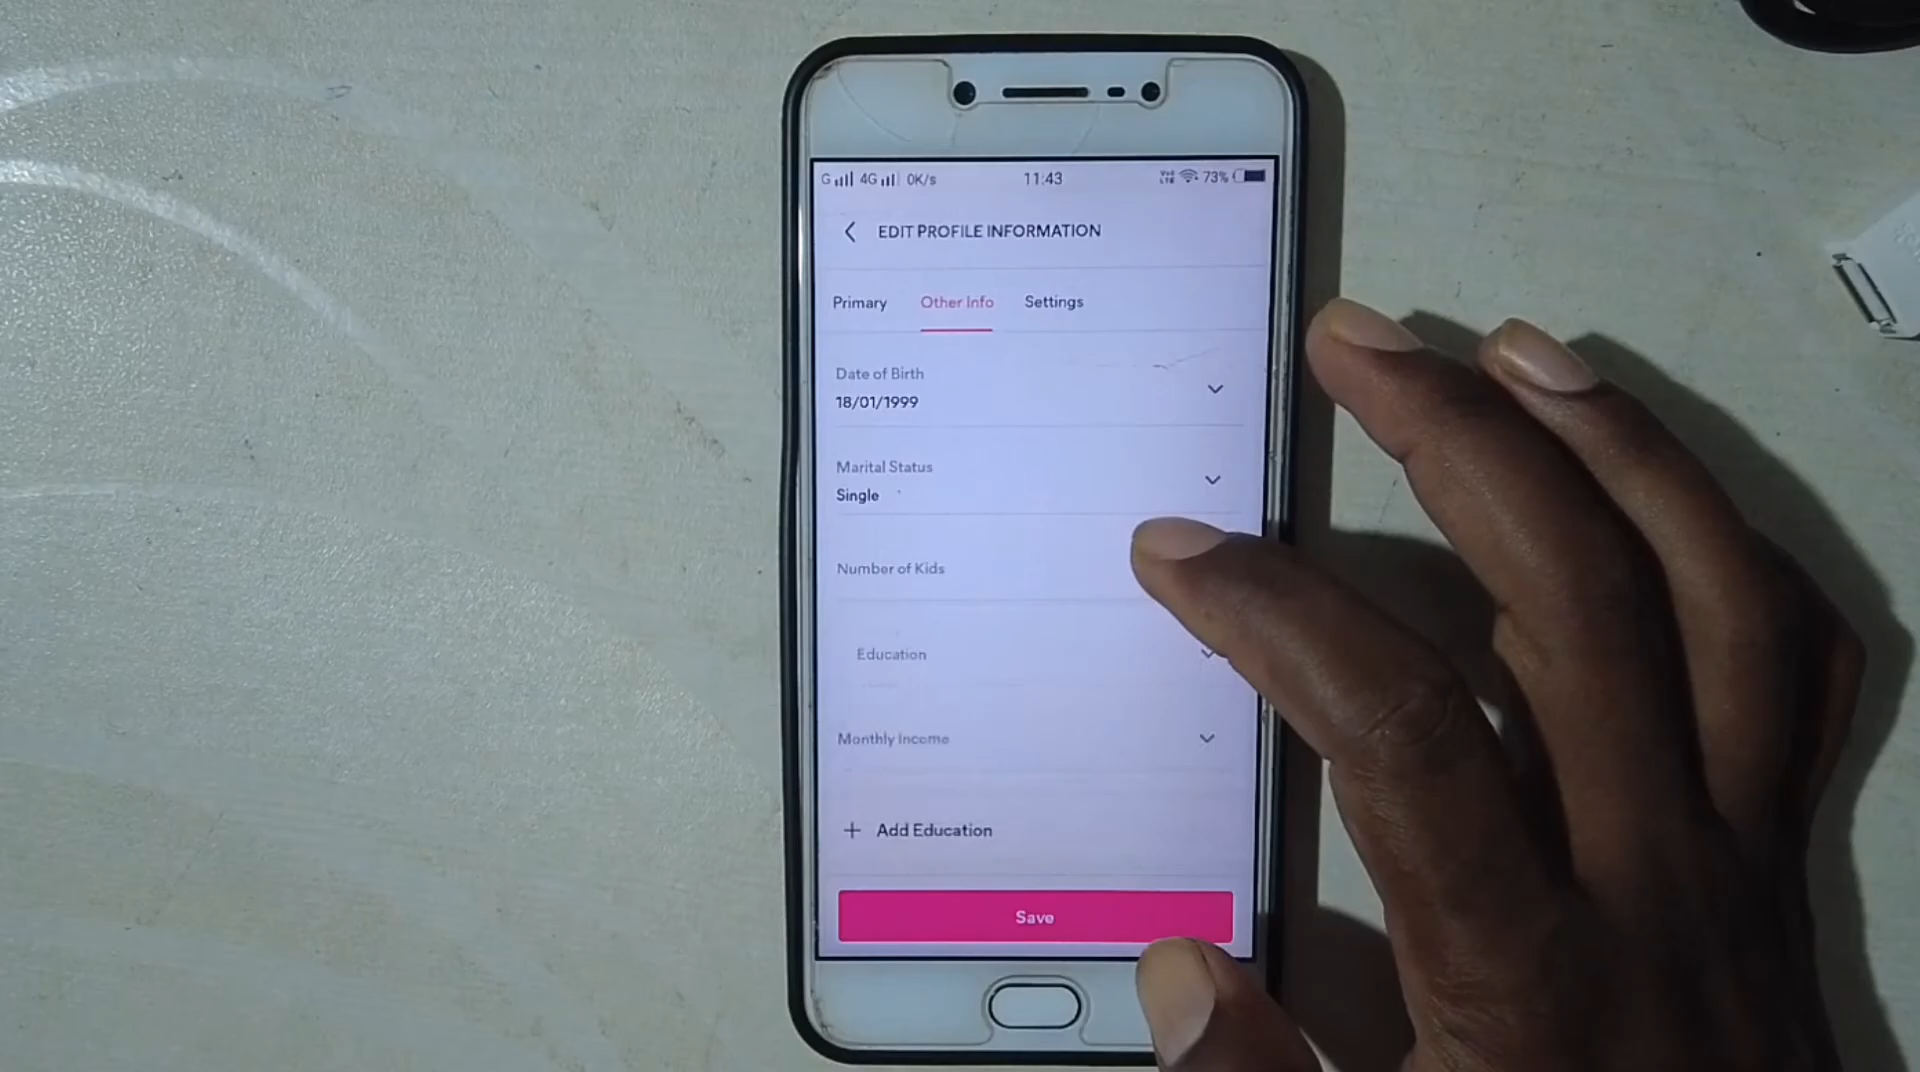 G 4G 0K/s 11:43 VoLTE 73%
EDIT PROFILE INFORMATION
Primary Other Info Settings
Date of Birth
18/01/1999
Marital Status
Single
Number of Kids
Education
Monthly Income
+ Add Education
Save